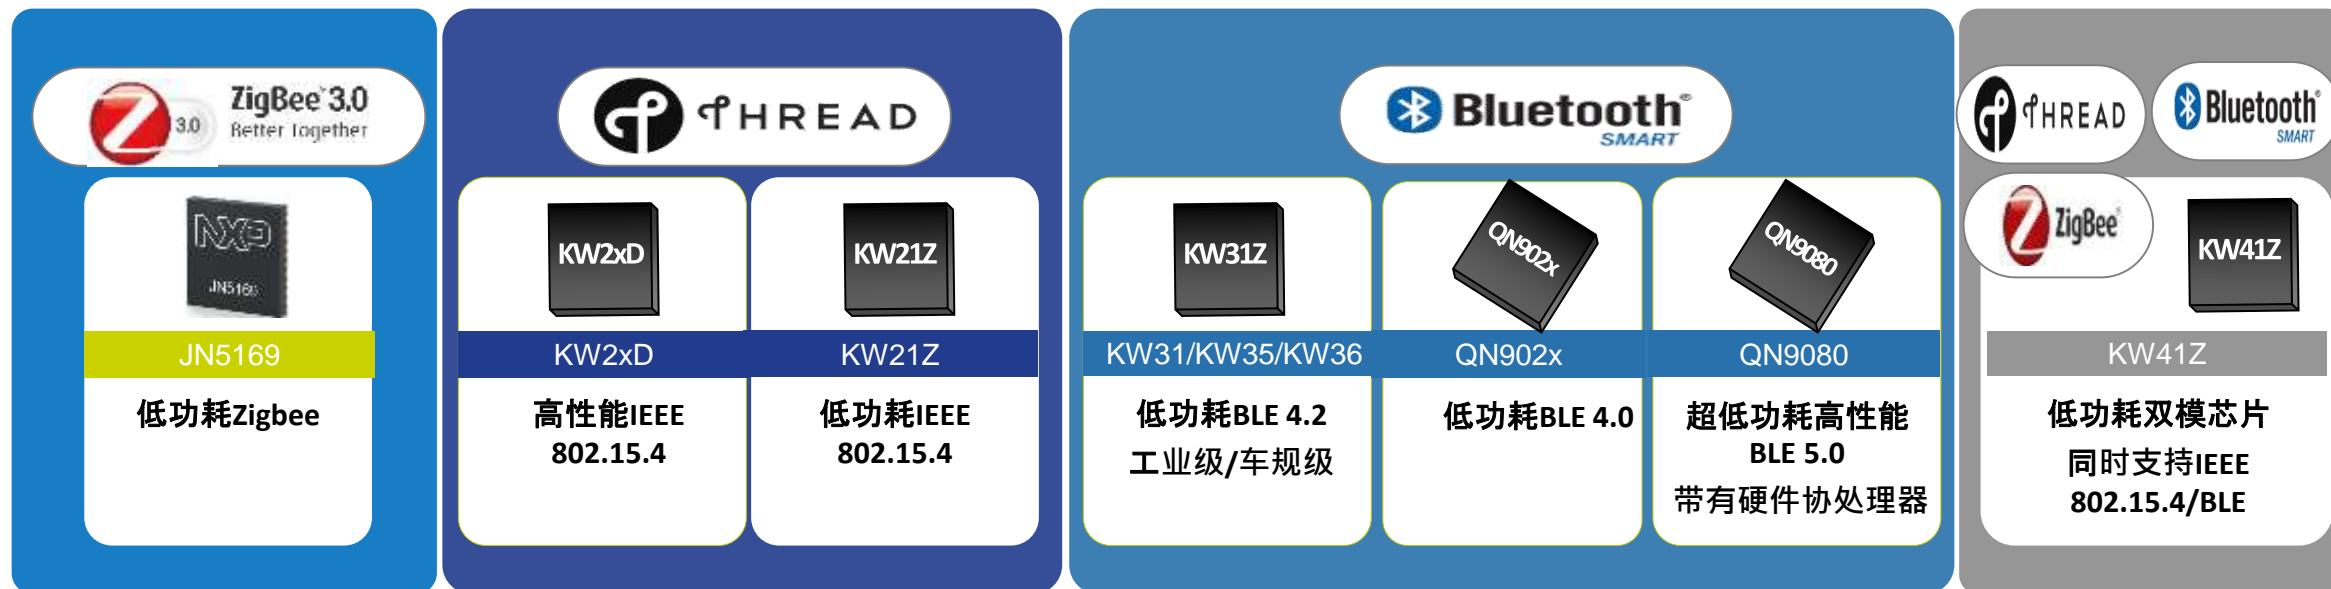 3.0
ZigBee 3.0
Better Together
NXP
JN5169
JN5169
低功耗Zigbee
THREAD
KW2xD
KW2xD
高性能IEEE
802.15.4
KW21Z
KW21Z
低功耗IEEE
802.15.4
Bluetooth®
SMART
KW31Z
KW31/KW35/KW36
低功耗BLE 4.2
工业级/车规级
QN902x
QN902x
低功耗BLE 4.0
QN9080
QN9080
超低功耗高性能
BLE 5.0
带有硬件协处理器
THREAD
Bluetooth®
SMART
ZigBee®
KW41Z
KW41Z
低功耗双模芯片
同时支持IEEE
802.15.4/BLE